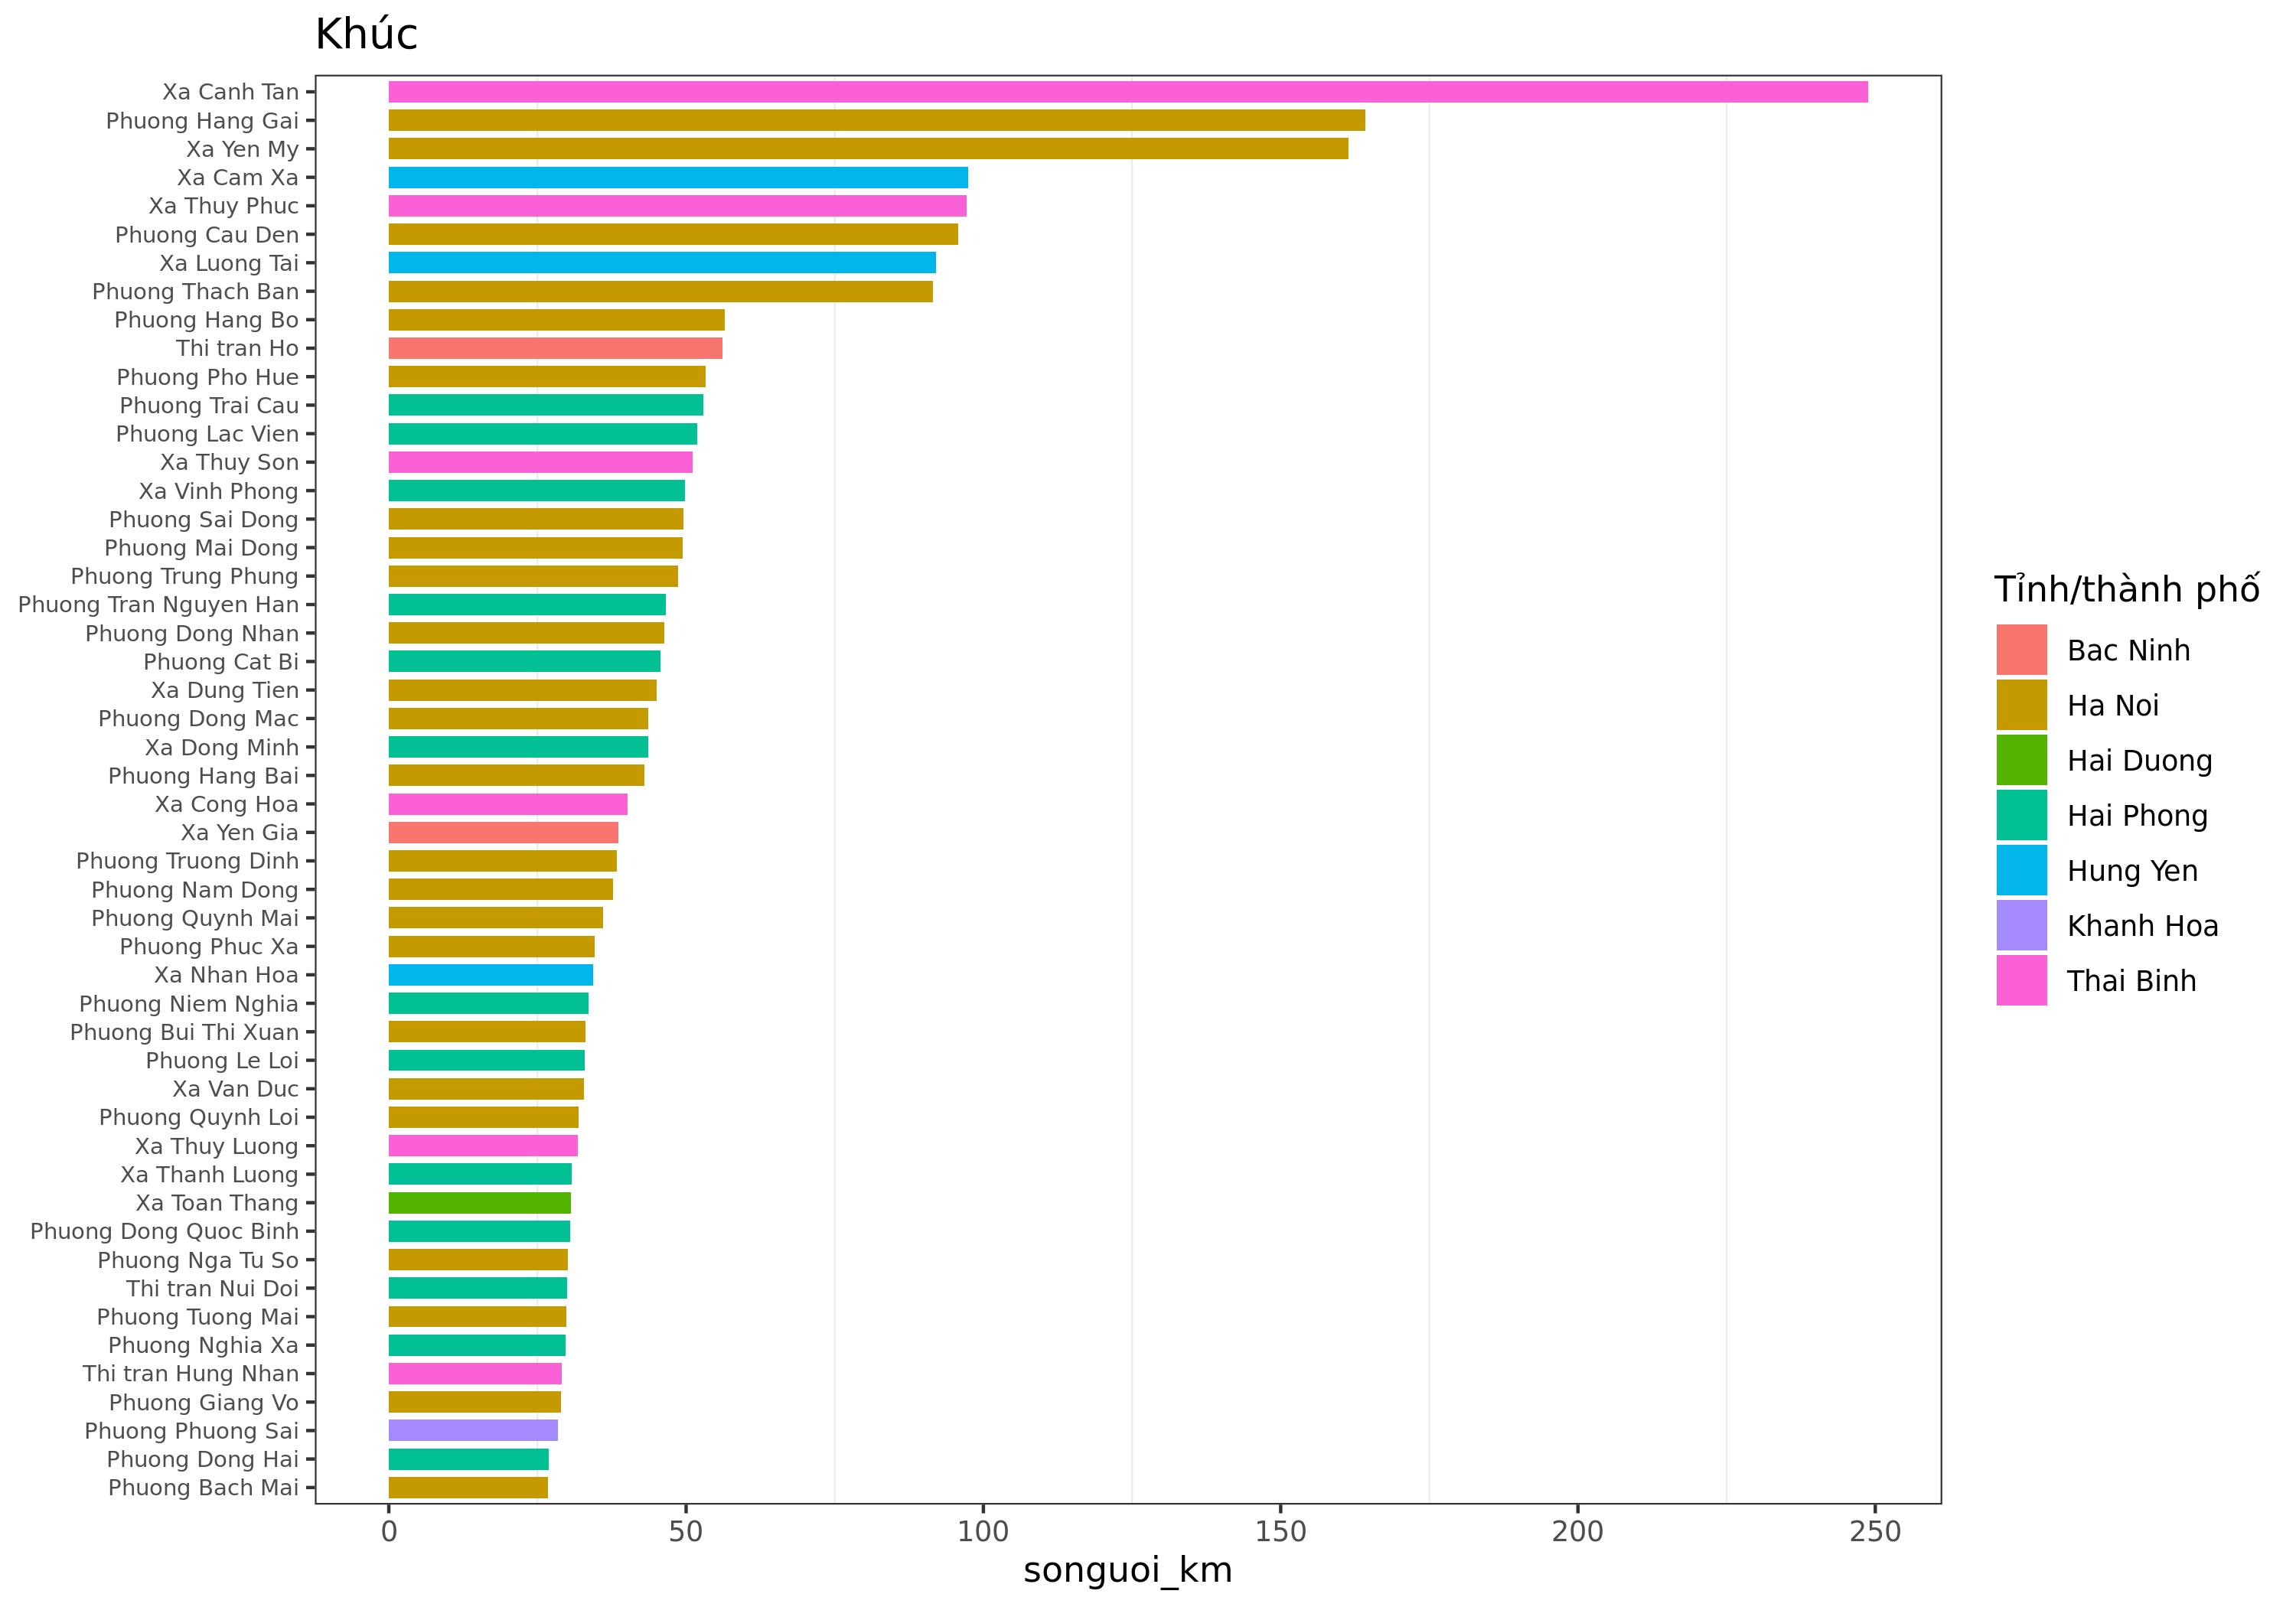 Khúc
Xa Canh Tan
Phuong Hang Gai
Xa Yen My
Xa Cam Xa
Xa Thuy Phuc
Phuong Cau Den
Xa Luong Tai
Phuong Thach Ban
Phuong Hang Bo
Thi tran Ho
Phuong Pho Hue
Phuong Trai Cau
Phuong Lac Vien
Xa Thuy Son
Xa Vinh Phong
Phuong Sai Dong
Phuong Mai Dong
Phuong Trung Phung
Phuong Tran Nguyen Han
Phuong Dong Nhan
Phuong Cat Bi
Xa Dung Tien
Phuong Dong Mac
Xa Dong Minh
Phuong Hang Bai
Xa Cong Hoa
Xa Yen Gia
Phuong Truong Dinh
Phuong Nam Dong
Phuong Quynh Mai
Phuong Phuc Xa
Xa Nhan Hoa
Phuong Niem Nghia
Phuong Bui Thi Xuan
Phuong Le Loi
Xa Van Duc
Phuong Quynh Loi
Xa Thuy Luong
Xa Thanh Luong
Xa Toan Thang
Phuong Dong Quoc Binh
Phuong Nga Tu So
Thi tran Nui Doi
Phuong Tuong Mai
Phuong Nghia Xa
Thi tran Hung Nhan
Phuong Giang Vo
Phuong Phuong Sai
Phuong Dong Hai
Phuong Bach Mai
0 50 100 150 200 250
songuoi_km
Tỉnh/thành phố
Bac Ninh
Ha Noi
Hai Duong
Hai Phong
Hung Yen
Khanh Hoa
Thai Binh